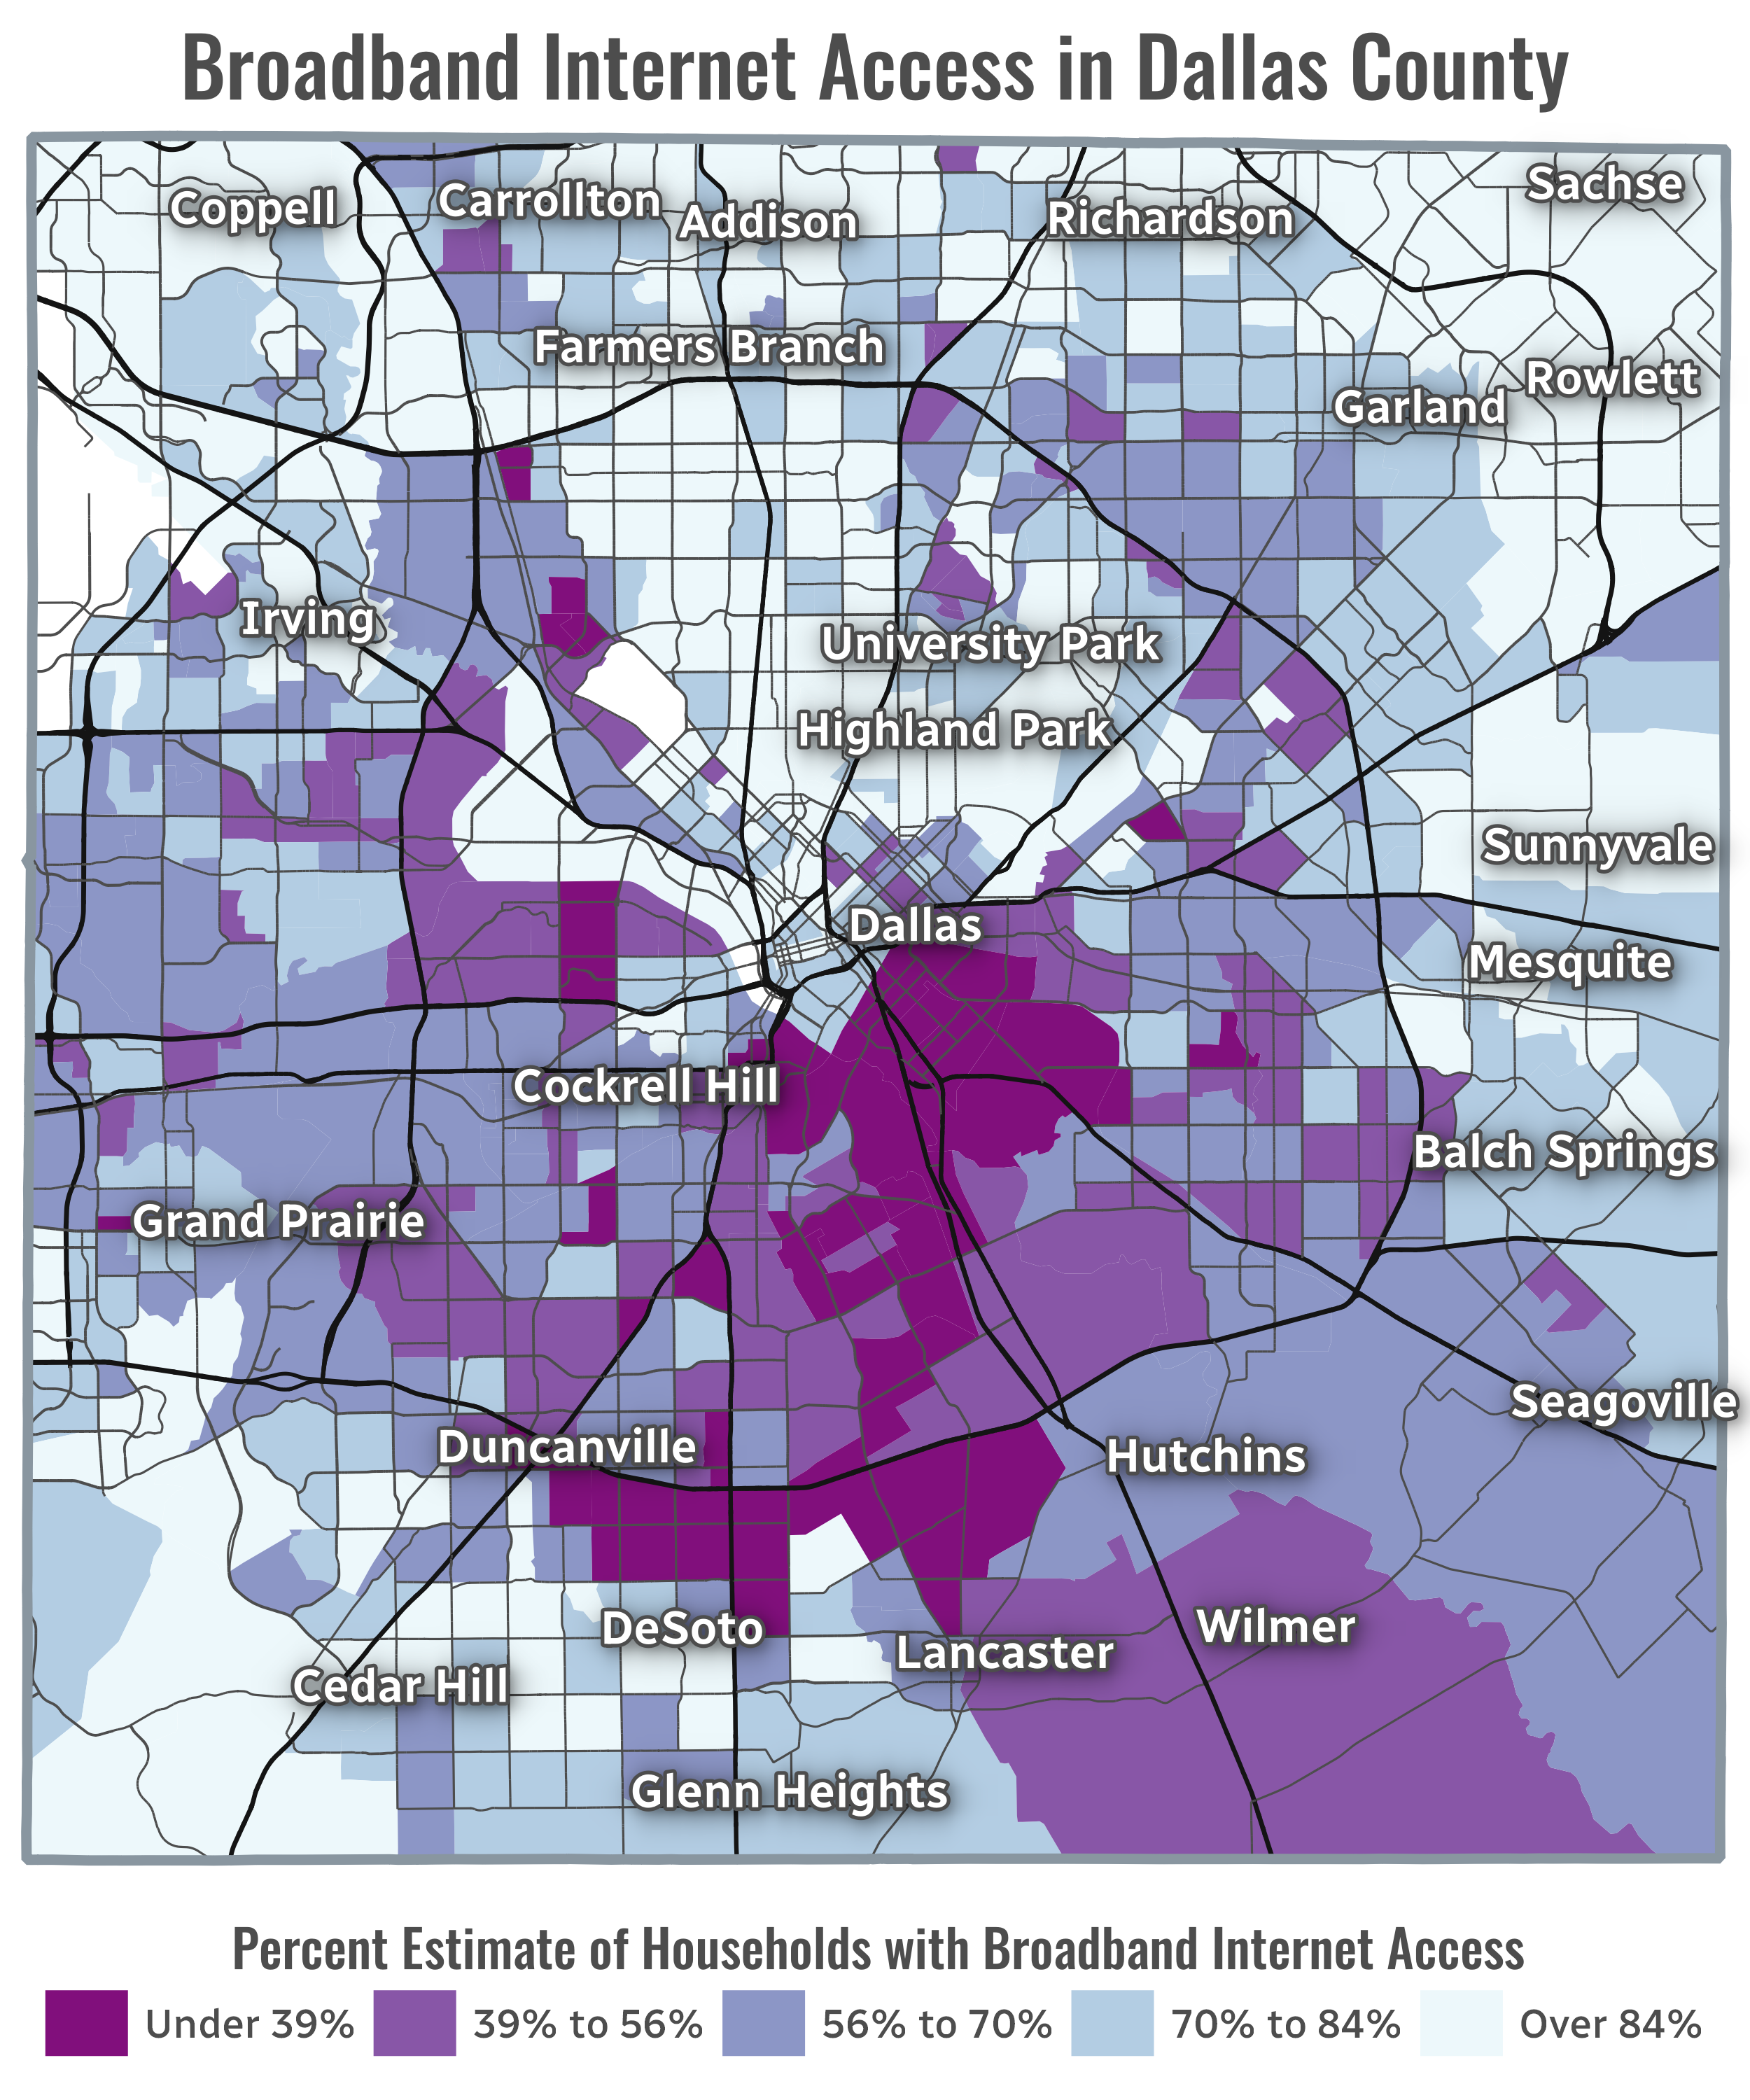 Broadband Internet Access in Dallas County
Sachse
Coppell
Carrollton
Addison
Richardson
Farmers Branch
Rowlett
Garland
Irving
University Park
Highland Park
Sunnyvale
Dallas
Mesquite
Cockrell Hill
Balch Springs
Grand Prairie
Seagoville
Duncanville
Hutchins
DeSoto
Wilmer
Lancaster
Cedar Hill
Glenn Heights
Percent Estimate of Households with Broadband Internet Access
Under 39% 39% to 56% 56% to 70% 70% to 84% Over 84%